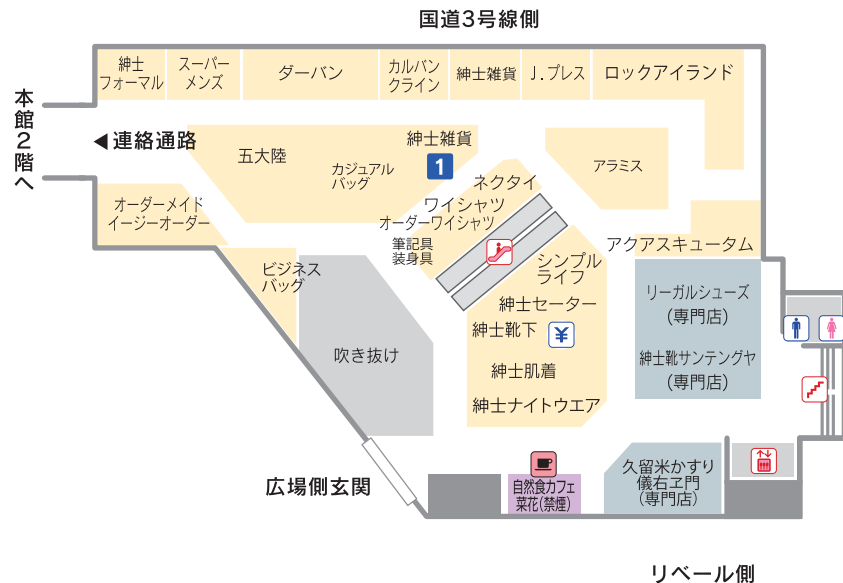 国道3号線側
紳士
フォーマル
スーパー
メンズ
ダーバン
カルバン
クライン
紳士雑貨
J.プレス
ロックアイランド
本館2階へ
◀連絡通路
五大陸
カジュアル
バッグ
紳士雑貨
1
アラミス
ネクタイ
ワイシャツ
オーダーワイシャツ
筆記具
装身具
オーダーメイド
イージーオーダー
アクアスキュータム
ビジネス
バッグ
シンプル
ライフ
紳士セーター
紳士靴下
¥
紳士肌着
紳士ナイトウエア
リーガルシューズ
(専門店)
紳士靴サンテングヤ
(専門店)
吹き抜け
広場側玄関
自然食カフェ
菜花(禁煙)
久留米かすり
儀右ヱ門
(専門店)
リベール側